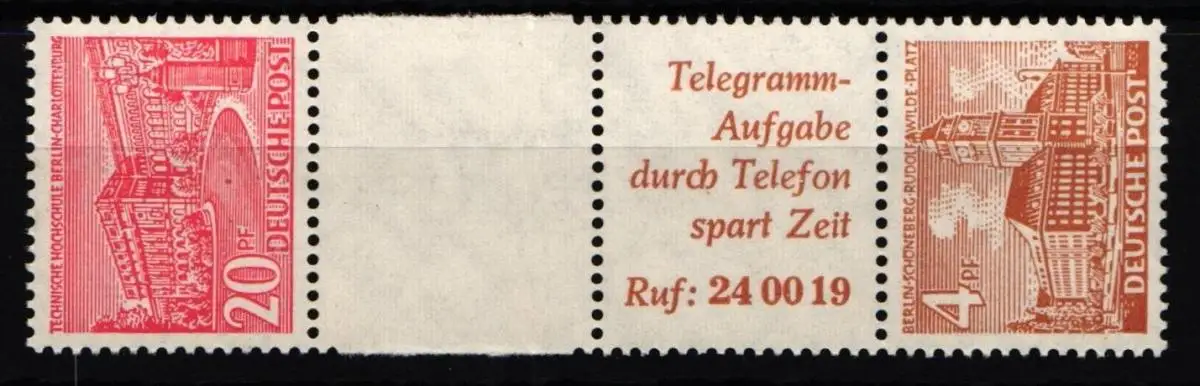 TECHNISCHE HOCHSCHULE BERLIN-CHARLOTTENBURG
20 PF
DEUTSCHE POST
Telegramm-
Aufgabe
durch Telefon
spart Zeit
Ruf: 24 00 19
BERLIN-SCHÖNEBERG·RUDOLF-WILDE-PLATZ
4 PF
DEUTSCHE POST